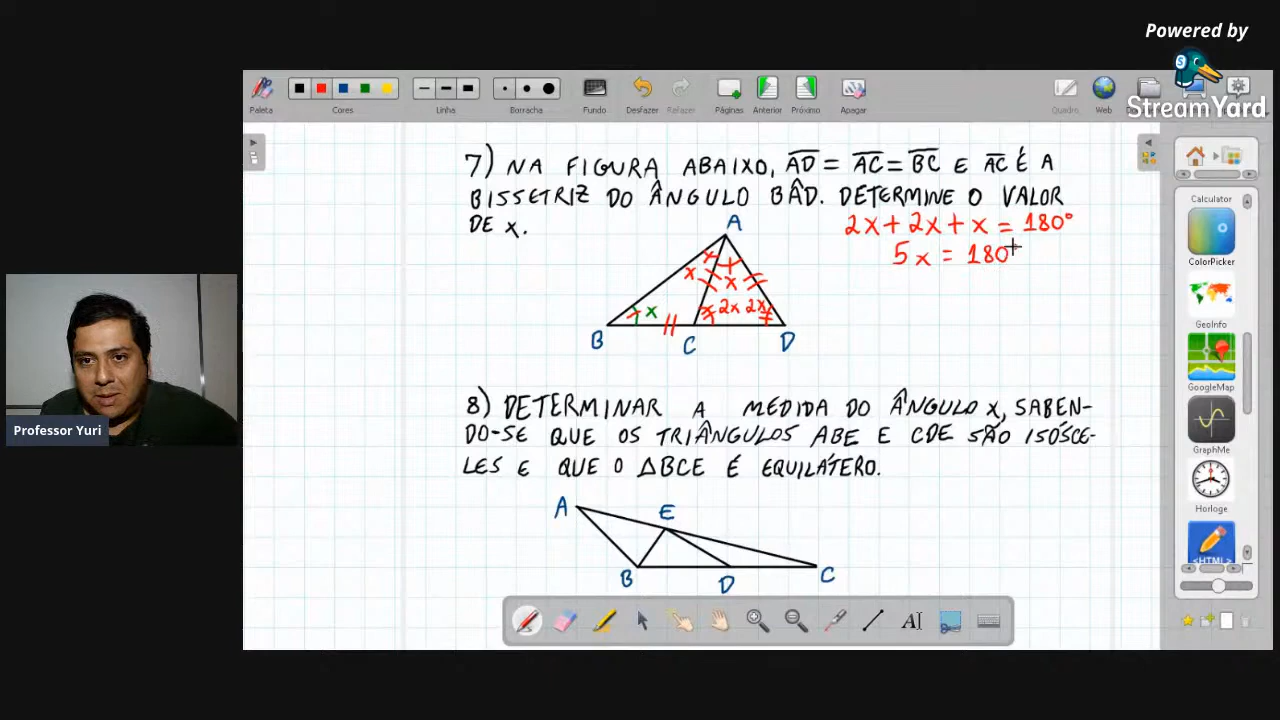 Powered by
StreamYard
Paleta
Cores
Linha
Borracha
Fundo
Desfazer
Refazer
Páginas
Anterior
Próximo
Apagar
Quadro
Web
7) NA FIGURA ABAIXO, AD = AC = BC E AC É A
BISSETRIZ DO ÂNGULO BÂD. DETERMINE O VALOR
DE x.
2x + 2x + x = 180°
5x = 180
A
x
x
x
2x
2x
B
C
D
8) DETERMINAR A MEDIDA DO ÂNGULO x, SABEN-
DO-SE QUE OS TRIÂNGULOS ABE E CDE SÃO ISÓSCE-
LES E QUE O ΔBCE É EQUILÁTERO.
A
E
B
D
C
Calculator
ColorPicker
GeoInfo
GoogleMap
GraphMe
Horloge
<HTML>
Professor Yuri